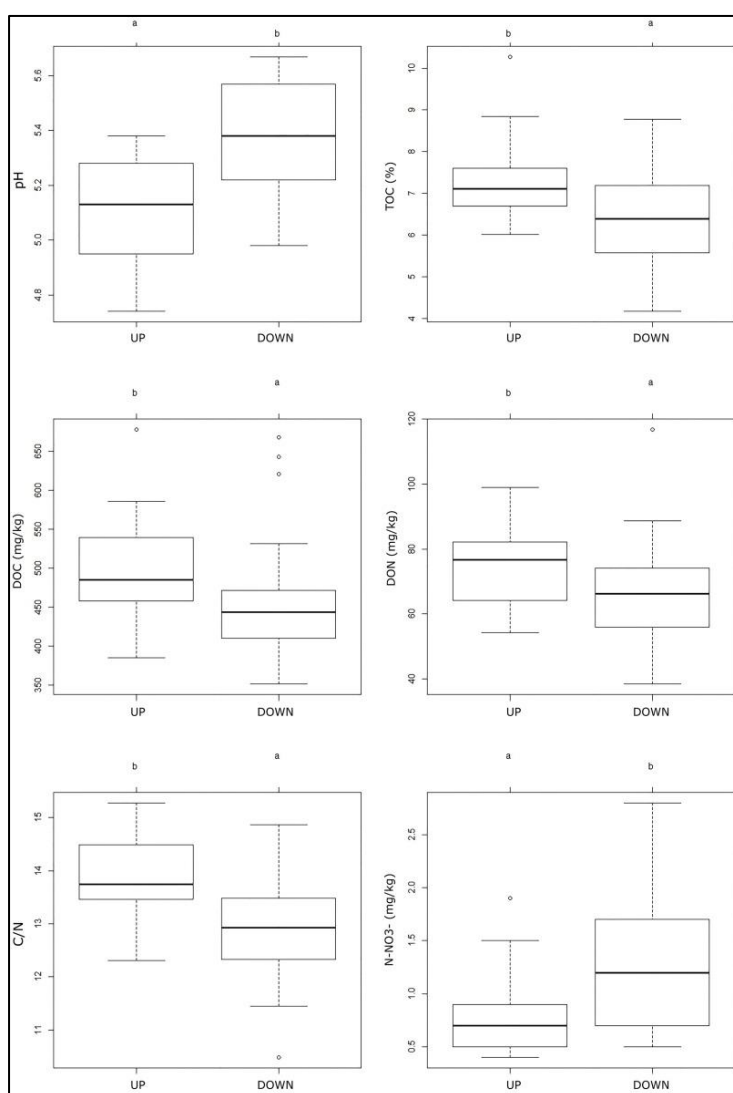 a b
pH
5.6
5.4
5.2
5.0
4.8
UP DOWN
b a
TOC (%)
10
9
8
7
6
5
4
UP DOWN
b a
DOC (mg/kg)
650
600
550
500
450
400
350
UP DOWN
b a
DON (mg/kg)
120
100
80
60
40
UP DOWN
b a
C/N
15
14
13
12
11
UP DOWN
a b
N-NO3- (mg/kg)
2.5
2.0
1.5
1.0
0.5
UP DOWN